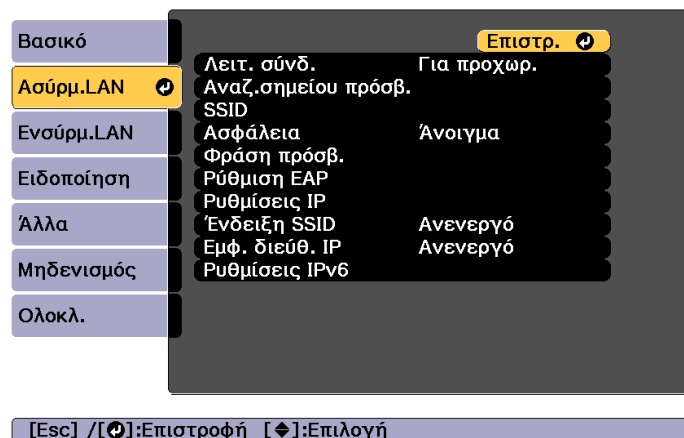 Βασικό
Ασύρμ.LAN
Ενσύρμ.LAN
Ειδοποίηση
Άλλα
Μηδενισμός
Ολοκλ.
Επιστρ.
Λειτ. σύνδ. Για προχωρ.
Αναζ.σημείου πρόσβ.
SSID
Ασφάλεια Άνοιγμα
Φράση πρόσβ.
Ρύθμιση EAP
Ρυθμίσεις IP
Ένδειξη SSID Ανενεργό
Εμφ. διεύθ. IP Ανενεργό
Ρυθμίσεις IPv6
[Esc] /[]:Επιστροφή []:Επιλογή